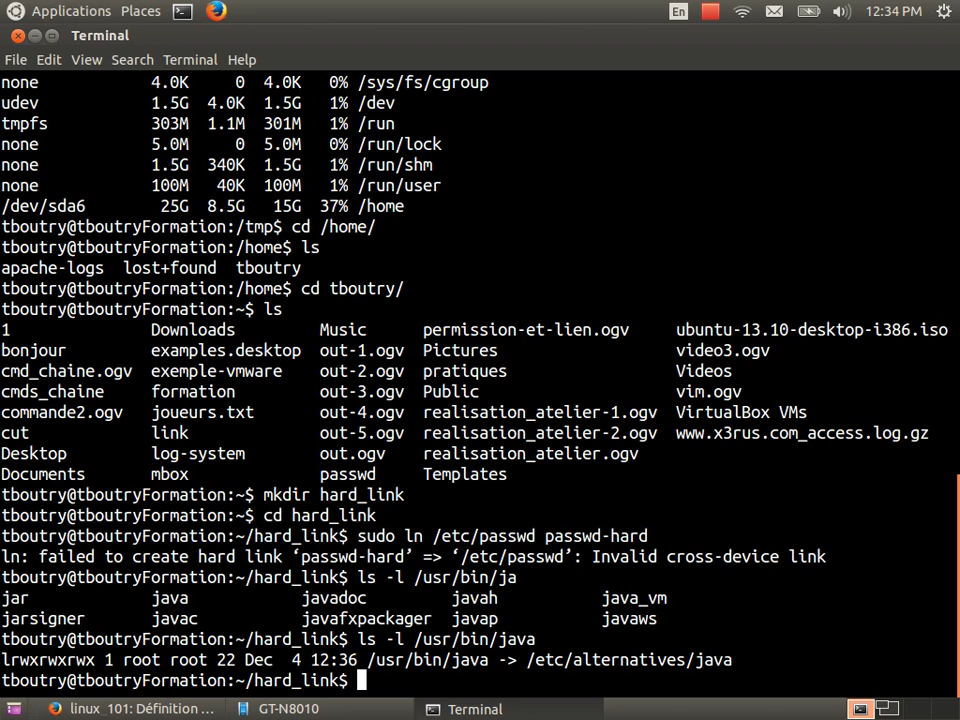 Applications Places En 12:34 PM
Terminal
File Edit View Search Terminal Help
none 4.0K 0 4.0K 0% /sys/fs/cgroup
udev 1.5G 4.0K 1.5G 1% /dev
tmpfs 303M 1.1M 301M 1% /run
none 5.0M 0 5.0M 0% /run/lock
none 1.5G 340K 1.5G 1% /run/shm
none 100M 40K 100M 1% /run/user
/dev/sda6 25G 8.5G 15G 37% /home
tboutry@tboutryFormation:/tmp$ cd /home/
tboutry@tboutryFormation:/home$ ls
apache-logs lost+found tboutry
tboutry@tboutryFormation:/home$ cd tboutry/
tboutry@tboutryFormation:~$ ls
1 Downloads Music permission-et-lien.ogv ubuntu-13.10-desktop-i386.iso
bonjour examples.desktop out-1.ogv Pictures video3.ogv
cmd_chaine.ogv exemple-vmware out-2.ogv pratiques Videos
cmds_chaine formation out-3.ogv Public vim.ogv
commande2.ogv joueurs.txt out-4.ogv realisation_atelier-1.ogv VirtualBox VMs
cut link out-5.ogv realisation_atelier-2.ogv www.x3rus.com_access.log.gz
Desktop log-system out.ogv realisation_atelier.ogv
Documents mbox passwd Templates
tboutry@tboutryFormation:~$ mkdir hard_link
tboutry@tboutryFormation:~$ cd hard_link
tboutry@tboutryFormation:~/hard_link$ sudo ln /etc/passwd passwd-hard
ln: failed to create hard link ‘passwd-hard’ => ‘/etc/passwd’: Invalid cross-device link
tboutry@tboutryFormation:~/hard_link$ ls -l /usr/bin/ja
jar java javadoc javah java_vm
jarsigner javac javafxpackager javap javaws
tboutry@tboutryFormation:~/hard_link$ ls -l /usr/bin/java
lrwxrwxrwx 1 root root 22 Dec 4 12:36 /usr/bin/java -> /etc/alternatives/java
tboutry@tboutryFormation:~/hard_link$
linux_101: Définition ... GT-N8010 Terminal